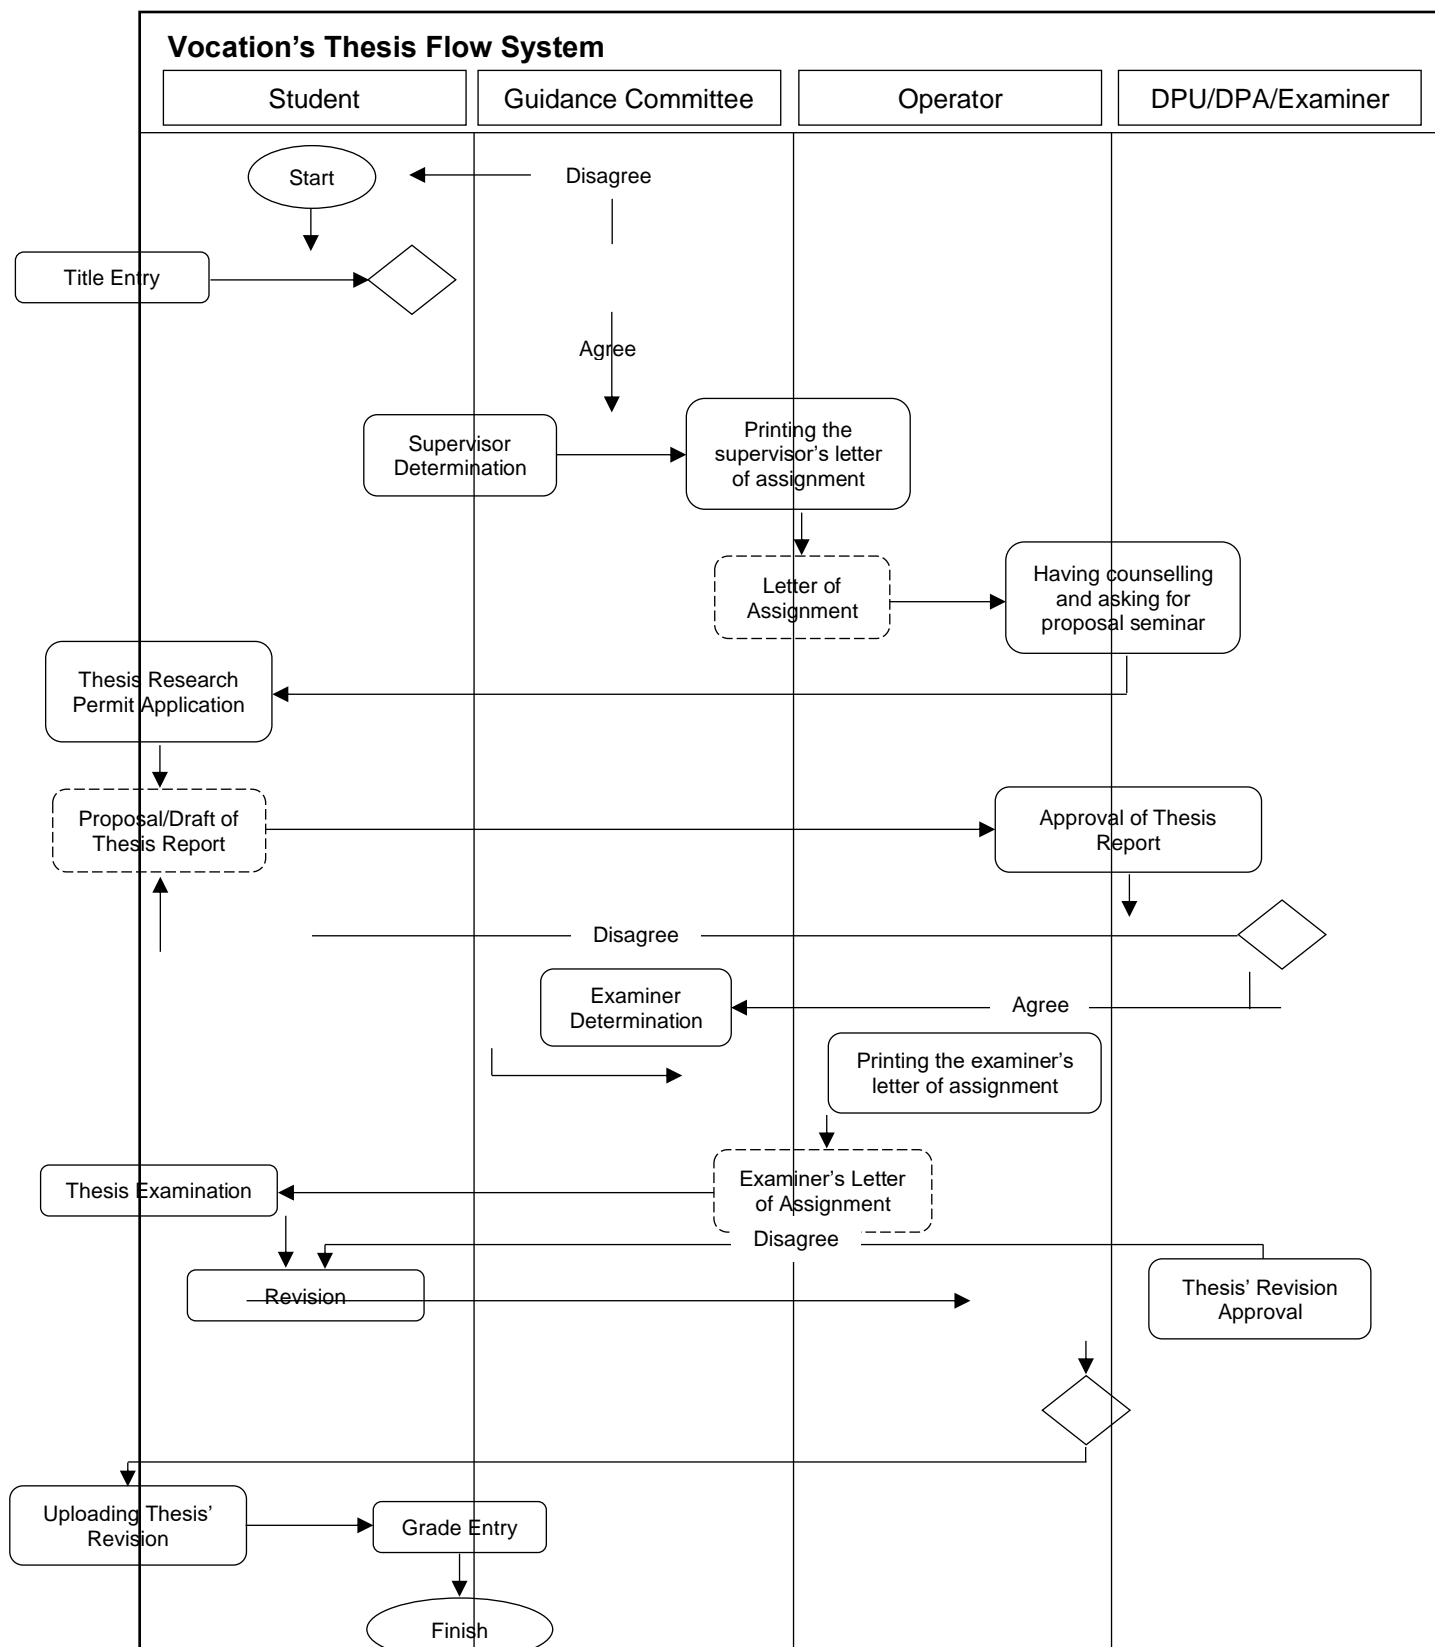 Vocation’s Thesis Flow System
Student
Guidance Committee
Operator
DPU/DPA/Examiner
Start
Disagree
Title Entry
Agree
Supervisor
Determination
Printing the
supervisor’s letter
of assignment
Letter of
Assignment
Having counselling
and asking for
proposal seminar
Thesis Research
Permit Application
Proposal/Draft of
Thesis Report
Approval of Thesis
Report
Disagree
Examiner
Determination
Agree
Printing the examiner’s
letter of assignment
Thesis Examination
Examiner’s Letter
of Assignment
Disagree
Revision
Thesis’ Revision
Approval
Uploading Thesis’
Revision
Grade Entry
Finish